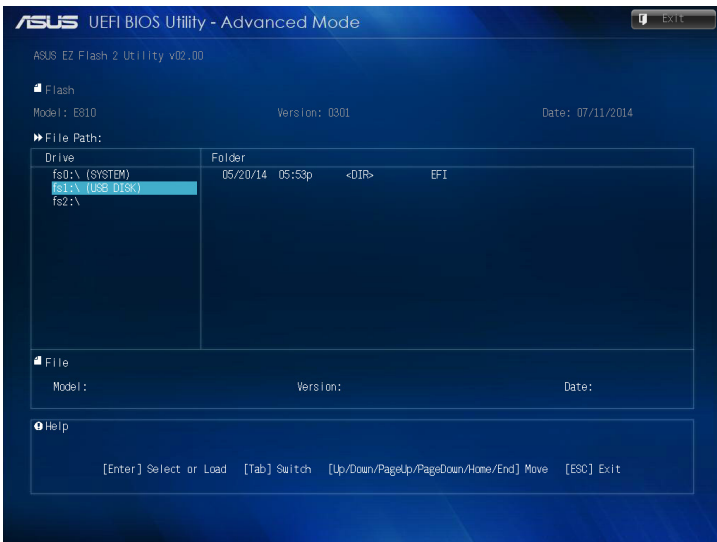 ASUS UEFI BIOS Utility - Advanced Mode
Exit
ASUS EZ Flash 2 Utility v02.00
Flash
Model: E810 Version: 0301 Date: 07/11/2014
File Path:
Drive Folder
fs0:\ (SYSTEM) 05/20/14 05:53p <DIR> EFI
fs1:\ (USB DISK)
fs2:\
File
Model: Version: Date:
Help
[Enter] Select or Load [Tab] Switch [Up/Down/PageUp/PageDown/Home/End] Move [ESC] Exit